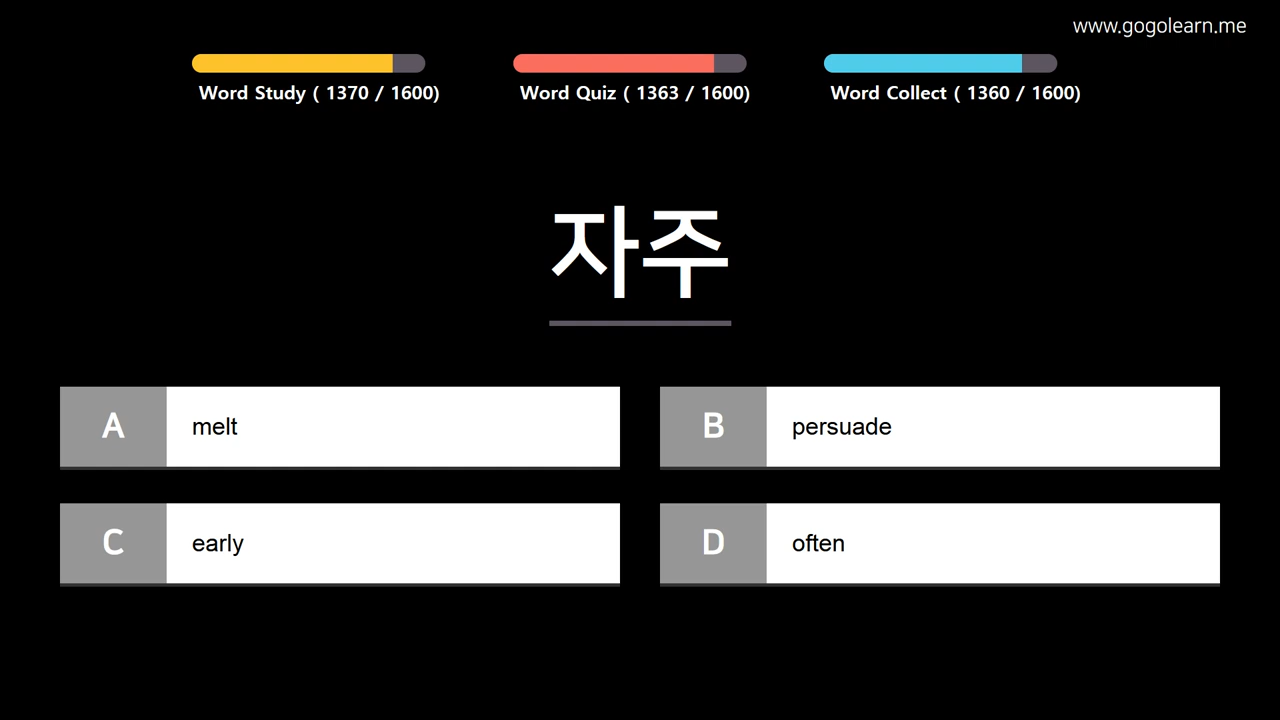 www.gogolearn.me
Word Study ( 1370 / 1600)
Word Quiz ( 1363 / 1600)
Word Collect ( 1360 / 1600)
자주
A melt
B persuade
C early
D often